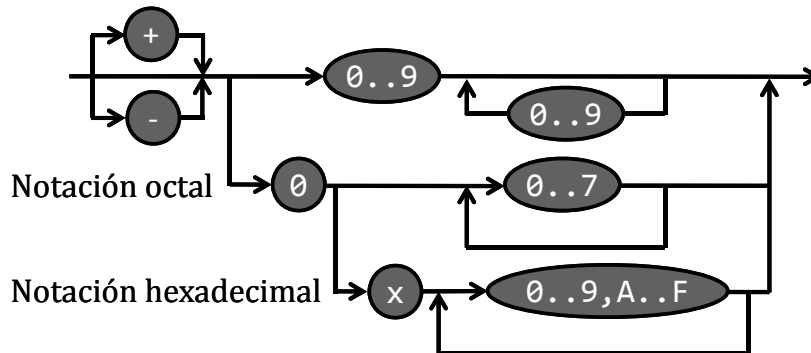 +
0..9
-
0..9
Notación octal
0
0..7
Notación hexadecimal
x
0..9,A..F